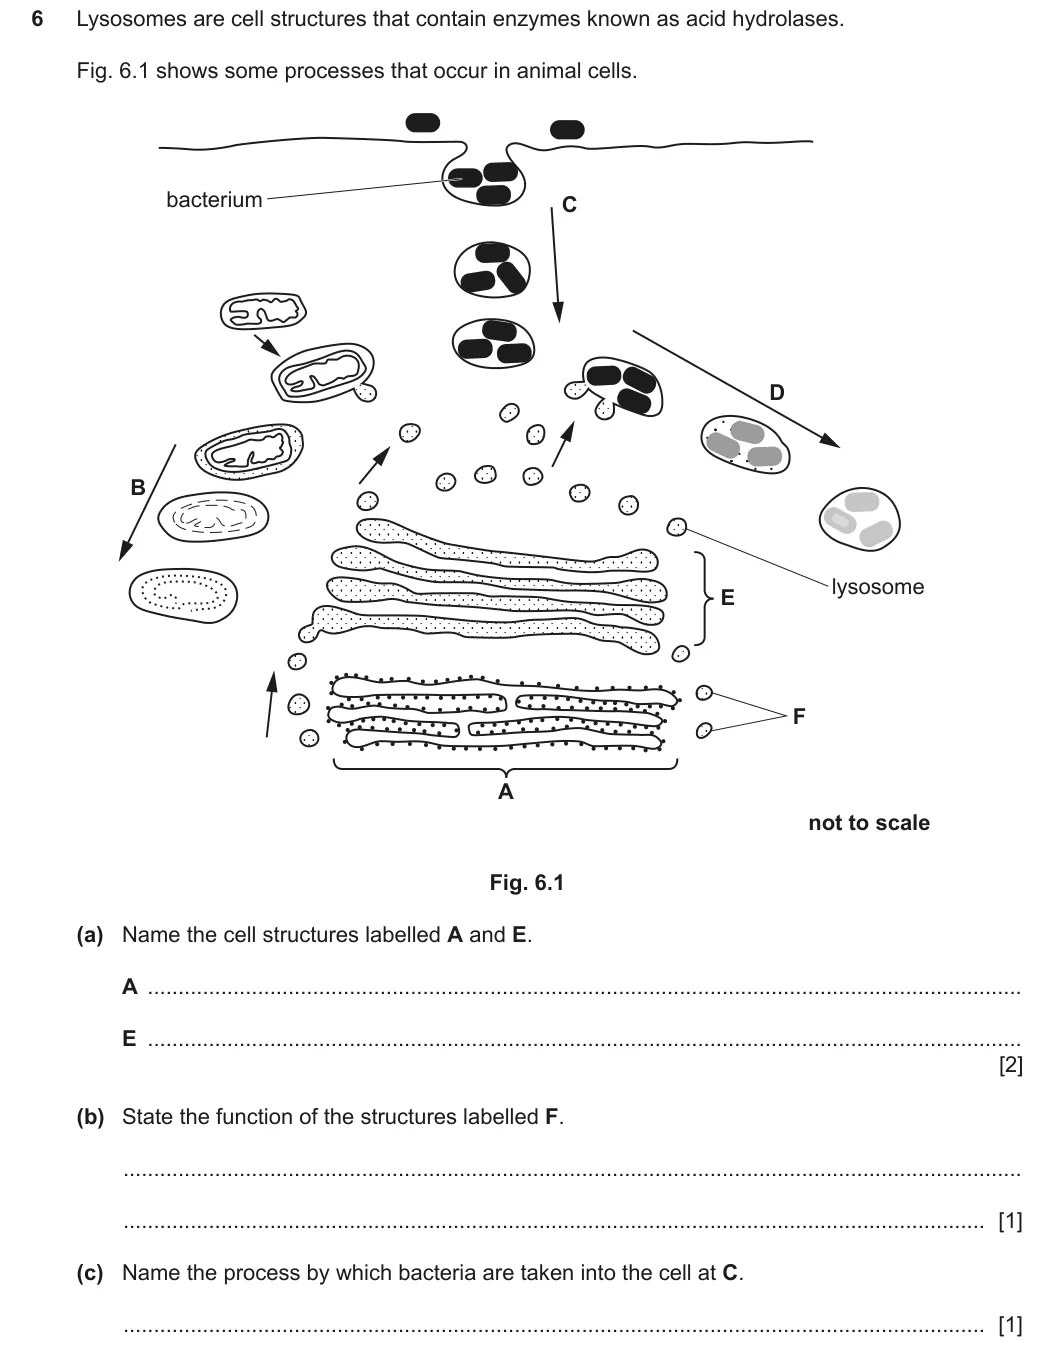 6 Lysosomes are cell structures that contain enzymes known as acid hydrolases.
Fig. 6.1 shows some processes that occur in animal cells.
bacterium
C
D
B
lysosome
E
F
A
not to scale
Fig. 6.1
(a) Name the cell structures labelled A and E.
A ..........
E ..........
[2]
(b) State the function of the structures labelled F.
..........
.......... [1]
(c) Name the process by which bacteria are taken into the cell at C.
.......... [1]